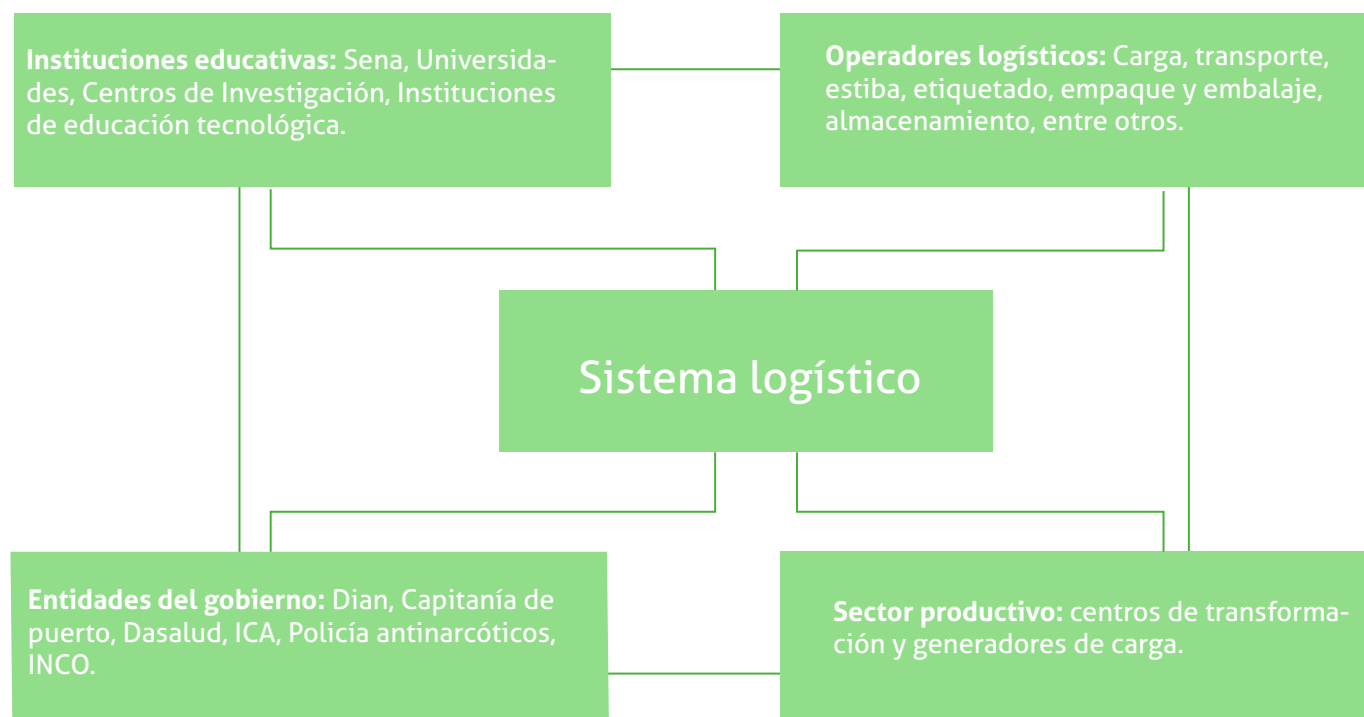 Instituciones educativas: Sena, Universida-
des, Centros de Investigación, Instituciones
de educación tecnológica.
Operadores logísticos: Carga, transporte,
estiba, etiquetado, empaque y embalaje,
almacenamiento, entre otros.
Sistema logístico
Entidades del gobierno: Dian, Capitanía de
puerto, Dasalud, ICA, Policía antinarcóticos,
INCO.
Sector productivo: centros de transforma-
ción y generadores de carga.